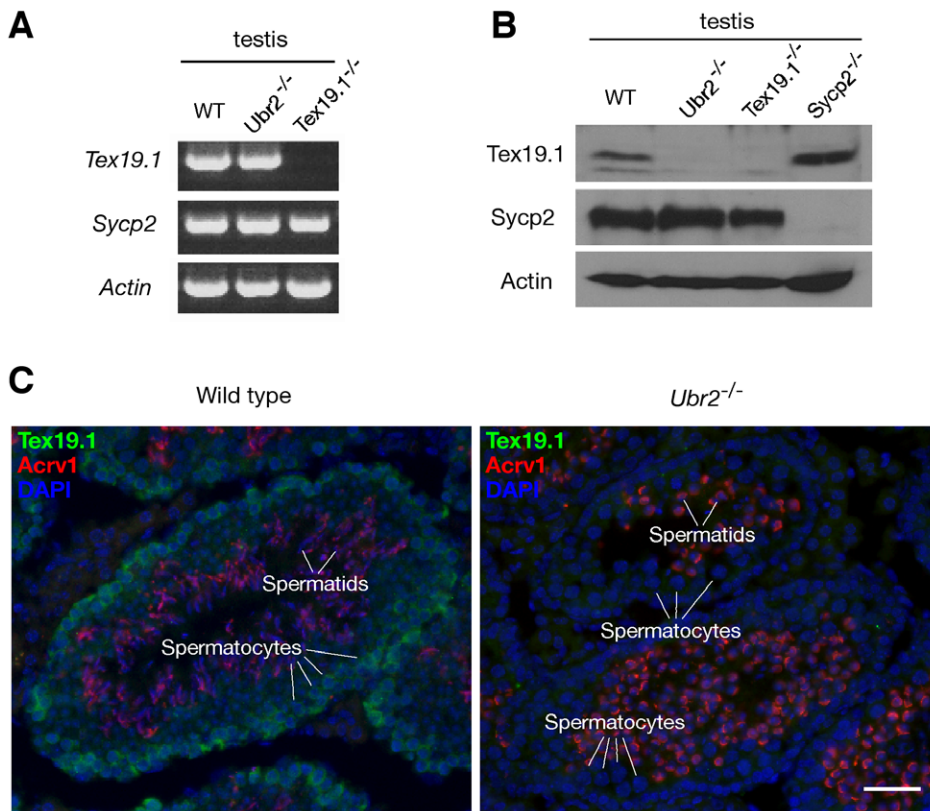 A
testis
WT
Ubr2-/-
Tex19.1-/-
Tex19.1
Sycp2
Actin
B
testis
WT
Ubr2-/-
Tex19.1-/-
Sycp2-/-
Tex19.1
Sycp2
Actin
C
Wild type
Tex19.1
Acrv1
DAPI
Spermatids
Spermatocytes
Ubr2-/-
Tex19.1
Acrv1
DAPI
Spermatids
Spermatocytes
Spermatocytes